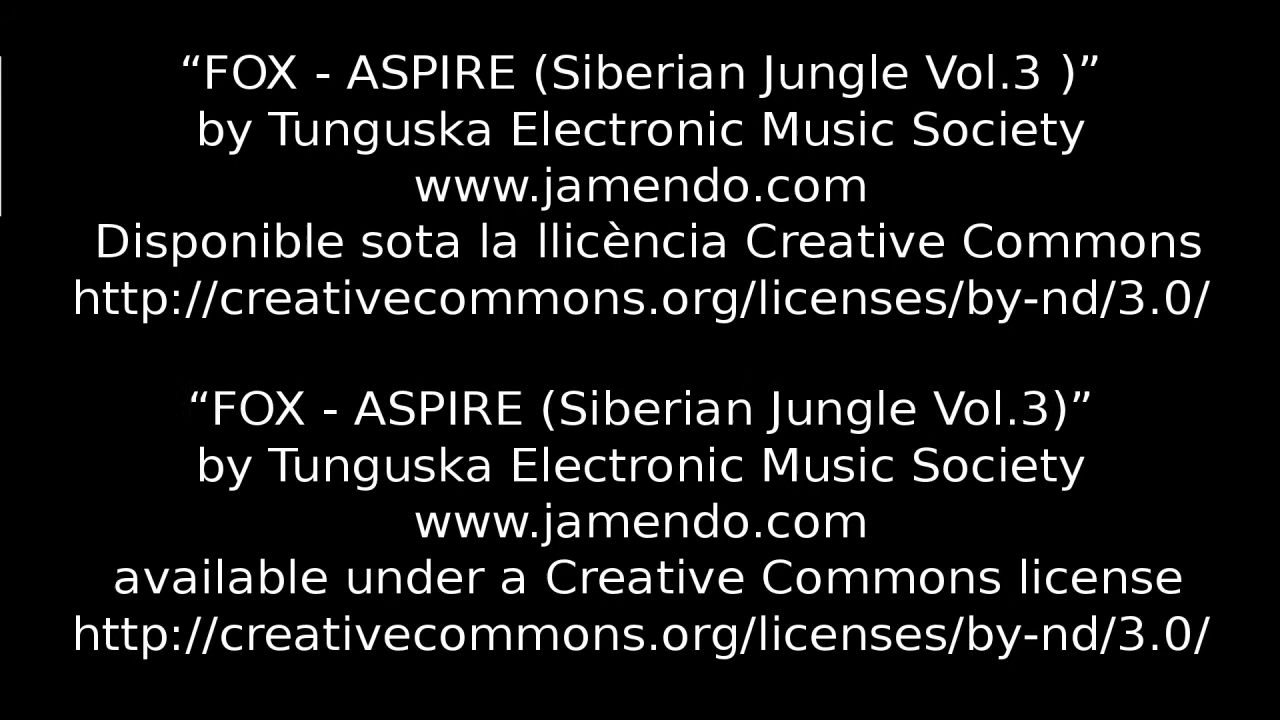 “FOX - ASPIRE (Siberian Jungle Vol.3 )”
by Tunguska Electronic Music Society
www.jamendo.com
Disponible sota la llicència Creative Commons
http://creativecommons.org/licenses/by-nd/3.0/
“FOX - ASPIRE (Siberian Jungle Vol.3)”
by Tunguska Electronic Music Society
www.jamendo.com
available under a Creative Commons license
http://creativecommons.org/licenses/by-nd/3.0/